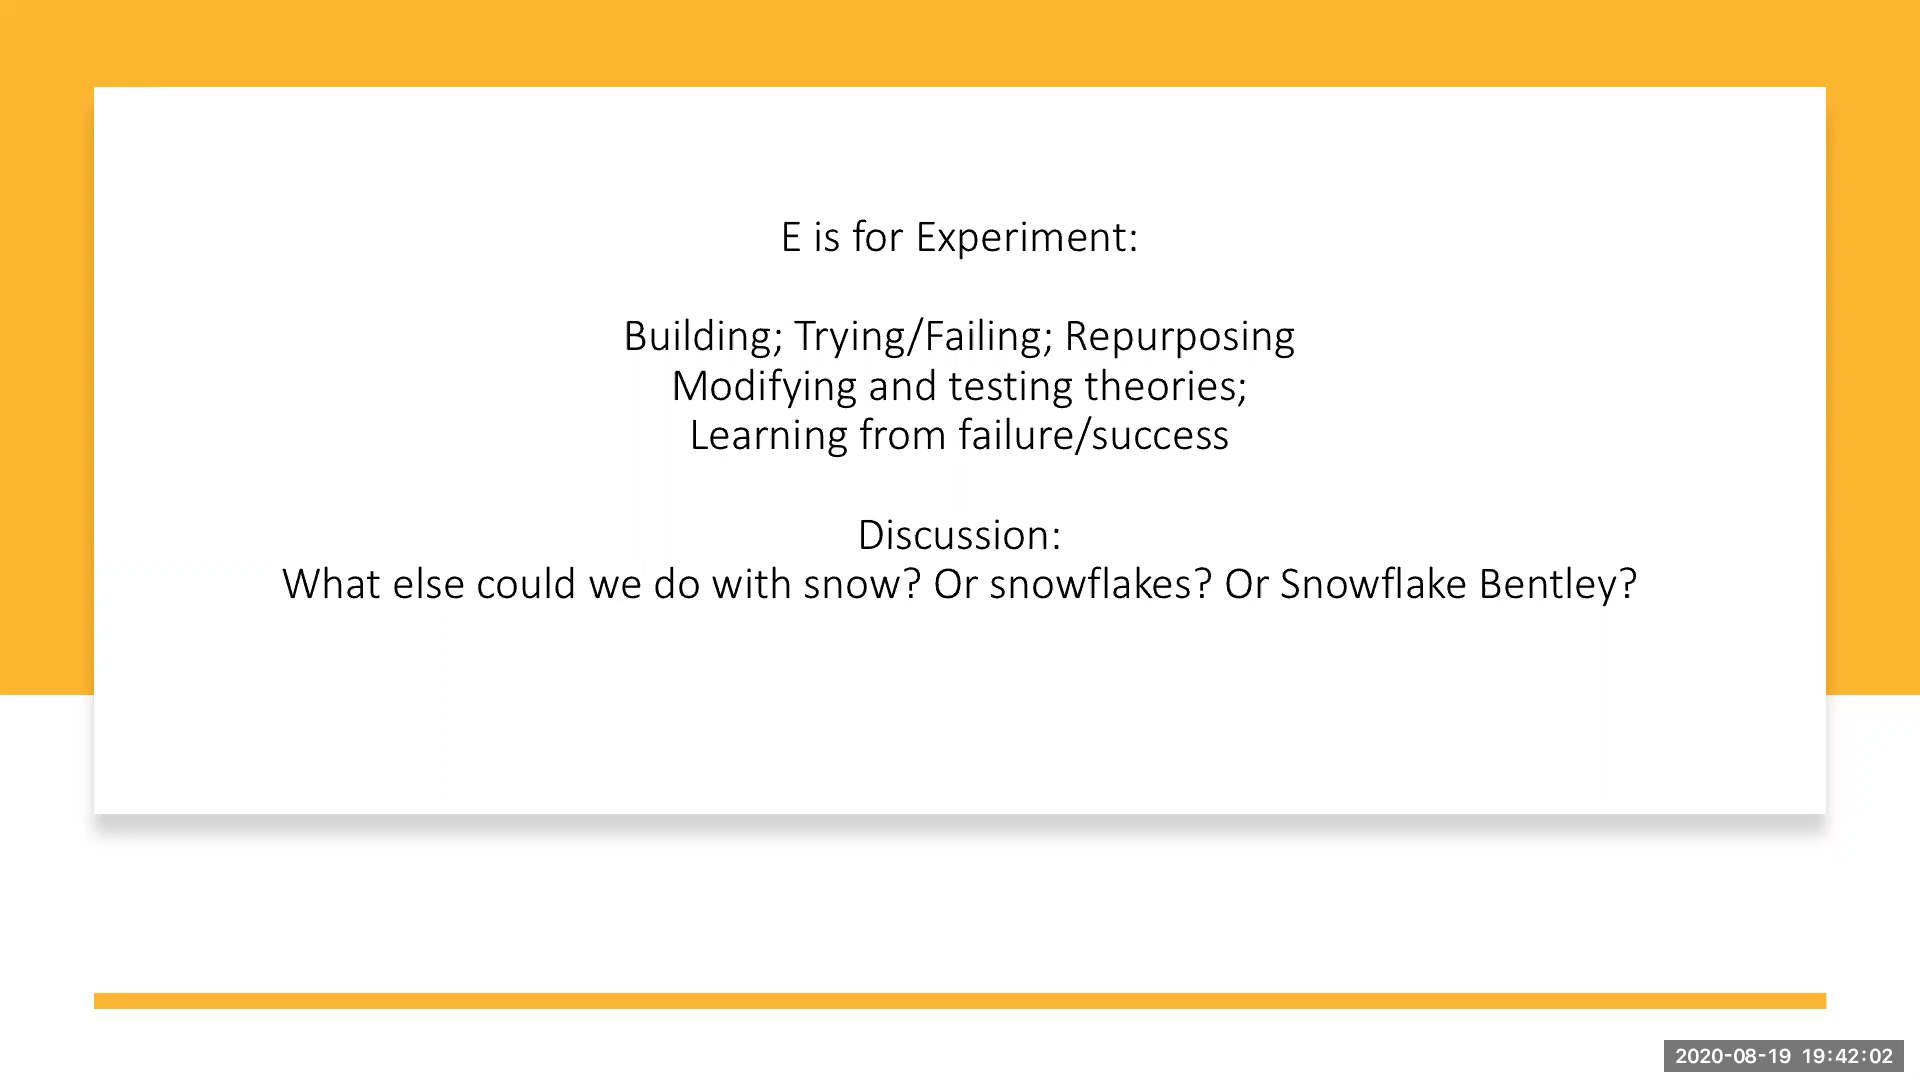 E is for Experiment:
Building; Trying/Failing; Repurposing
Modifying and testing theories;
Learning from failure/success
Discussion:
What else could we do with snow? Or snowflakes? Or Snowflake Bentley?
2020-08-19 19:42:02